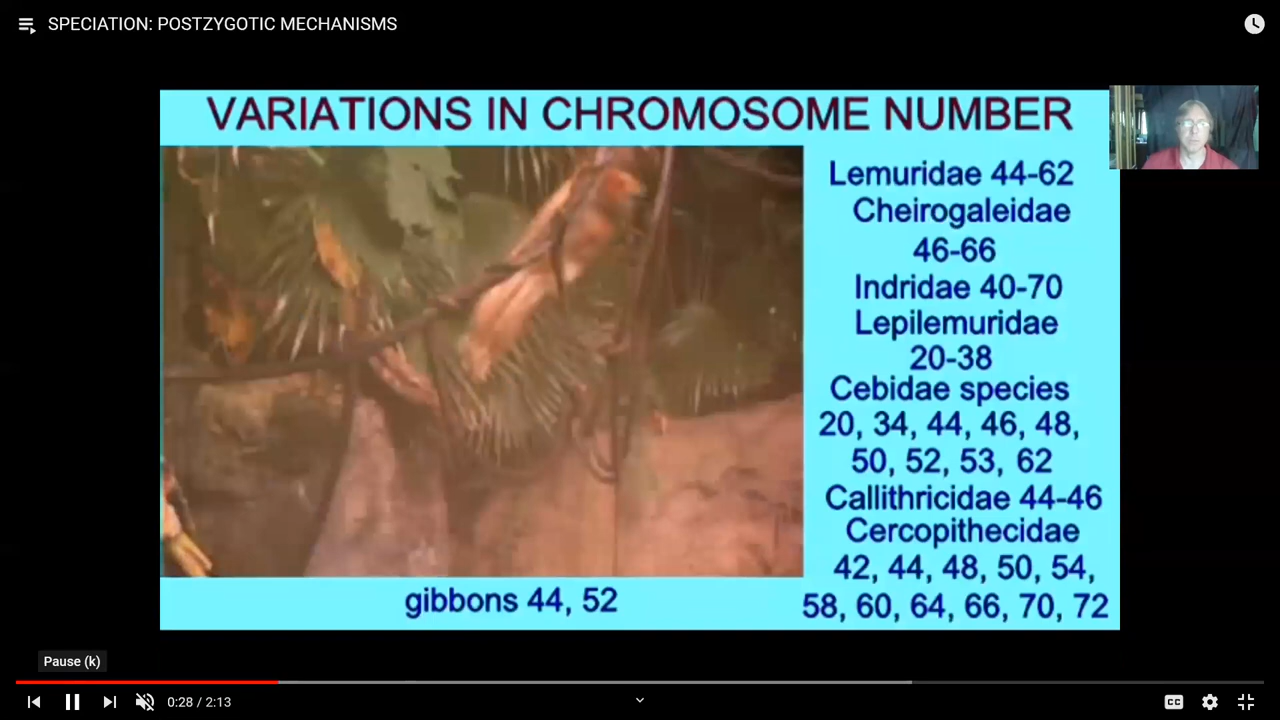 SPECIATION: POSTZYGOTIC MECHANISMS
VARIATIONS IN CHROMOSOME NUMBER
Lemuridae 44-62
Cheirogaleidae
46-66
Indridae 40-70
Lepilemuridae
20-38
Cebidae species
20, 34, 44, 46, 48,
50, 52, 53, 62
Callithricidae 44-46
Cercopithecidae
42, 44, 48, 50, 54,
58, 60, 64, 66, 70, 72
gibbons 44, 52
Pause (k)
0:28 / 2:13
CC